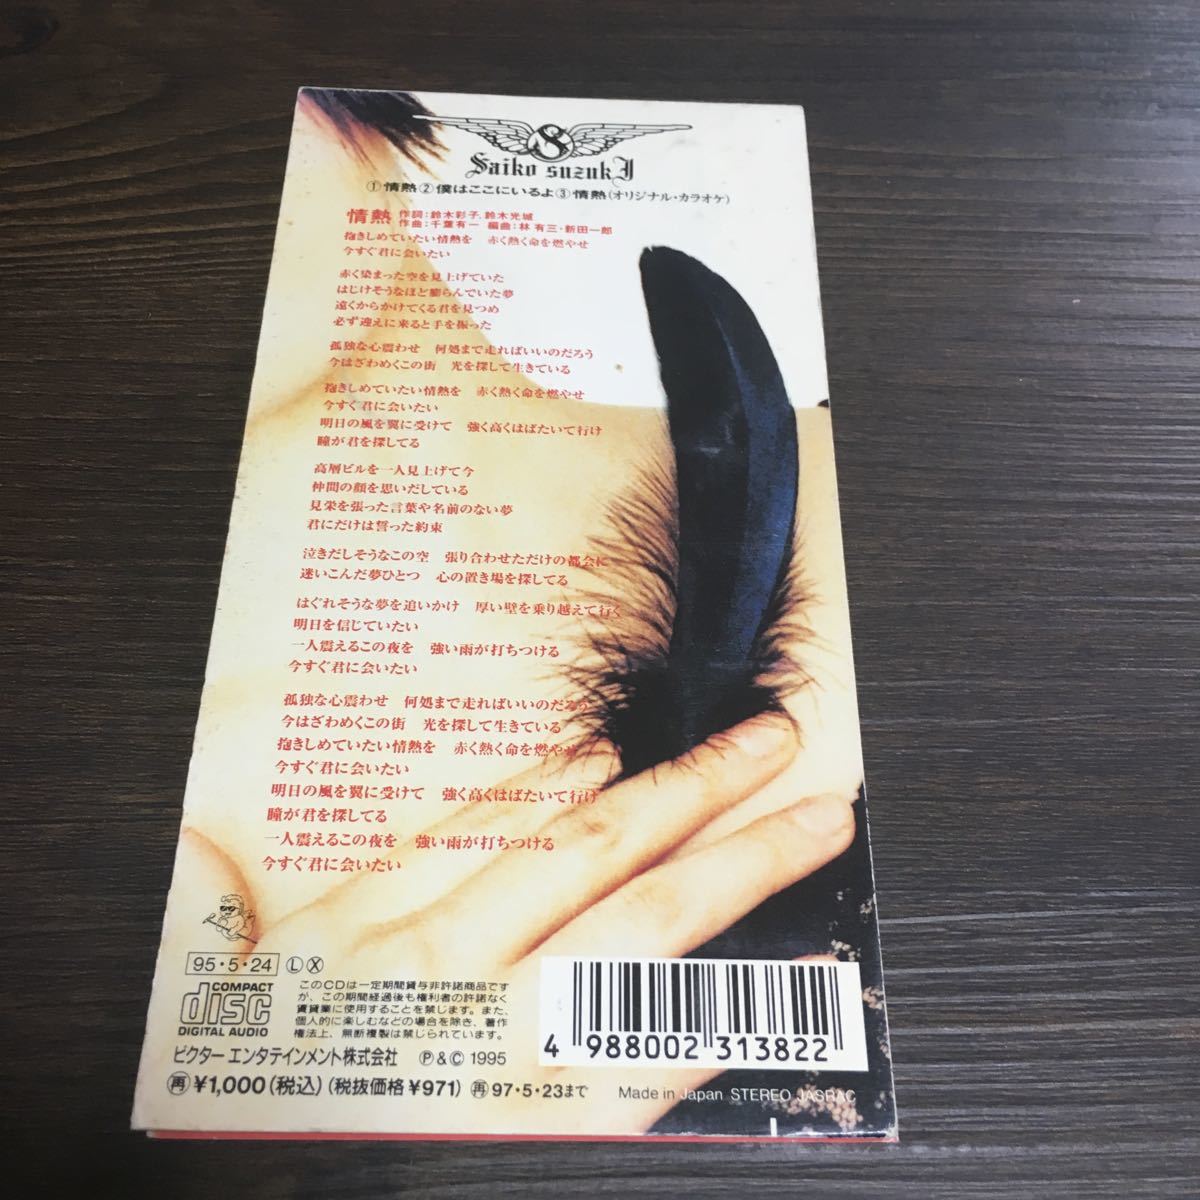 S
Saiko suzukI
①情熱②僕はここにいるよ③情熱(オリジナル・カラオケ)
情熱 作詞:鈴木彩子、鈴木光城
作曲:千葉有一 編曲:林 有三・新田一郎
抱きしめていたい情熱を 赤く熱く命を燃やせ
今すぐ君に会いたい
赤く染まった空を見上げていた
はじけそうなほど膨らんでいた夢
遠くからかけてくる君を見つめ
必ず迎えに来ると手を振った
孤独な心震わせ 何処まで走ればいいのだろう
今はざわめくこの街 光を探して生きている
抱きしめていたい情熱を 赤く熱く命を燃やせ
今すぐ君に会いたい
明日の風を翼に受けて 強く高くはばたいて行け
瞳が君を探してる
高層ビルを一人見上げて今
仲間の顔を思いだしている
見栄を張った言葉や名前のない夢
君にだけは誓った約束
泣きだしそうなこの空 張り合わせただけの都会に
迷いこんだ夢ひとつ 心の置き場を探してる
はぐれそうな夢を追いかけ 厚い壁を乗り越えて行く
明日を信じていたい
一人震えるこの夜を 強い雨が打ちつける
今すぐ君に会いたい
孤独な心震わせ 何処まで走ればいいのだろう
今はざわめくこの街 光を探して生きている
抱きしめていたい情熱を 赤く熱く命を燃やせ
今すぐ君に会いたい
明日の風を翼に受けて 強く高くはばたいて行け
瞳が君を探してる
一人震えるこの夜を 強い雨が打ちつける
今すぐ君に会いたい
95・5・24 Ⓛ Ⓧ
COMPACT
disc
DIGITAL AUDIO
このCDは一定期間貸与非許諾商品です
が、この期間経過後も権利者の許諾なく
賃貸業に使用することを禁じます。また、
個人的に楽しむなどの場合を除き、著作
権法上、無断複製は禁じられています。
ビクター エンタテインメント株式会社 Ⓟ&© 1995
㊢¥1,000(税込)(税抜価格¥971) ㊢97・5・23まで
4 988002 313822
Made in Japan STEREO JASRAC